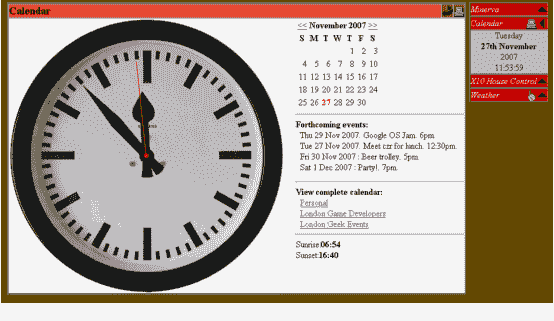 Calendar
<< November 2007 >>
S M T W T F S
1 2 3
4 5 6 7 8 9 10
11 12 13 14 15 16 17
18 19 20 21 22 23 24
25 26 27 28 29 30
Forthcoming events:
Thu 29 Nov 2007. Google OS Jam. 6pm
Tue 27 Nov 2007. Meet czr for lunch. 12:30pm.
Fri 30 Nov 2007 : Beer trolley. 5pm.
Sat 1 Dec 2007 : Party!. 7pm.
View complete calendar:
Personal
London Game Developers
London Geek Events
Sunrise:06:54
Sunset:16:40
Minerva
Calendar
Tuesday
27th November
2007
11:53:59
X10 House Control
Weather